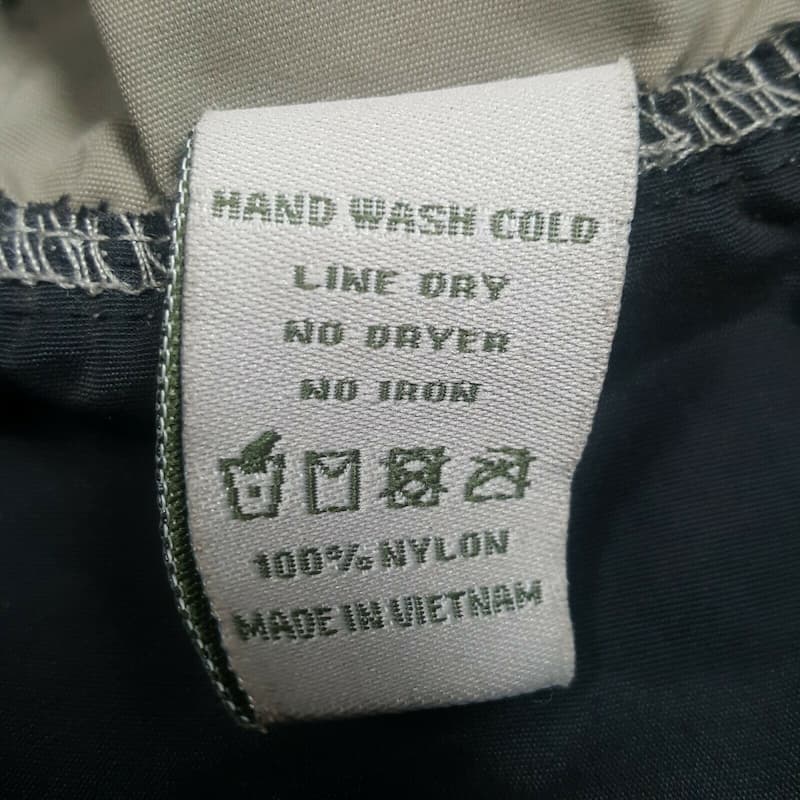 HAND WASH COLD
LINE DRY
NO DRYER
NO IRON
100% NYLON
MADE IN VIETNAM